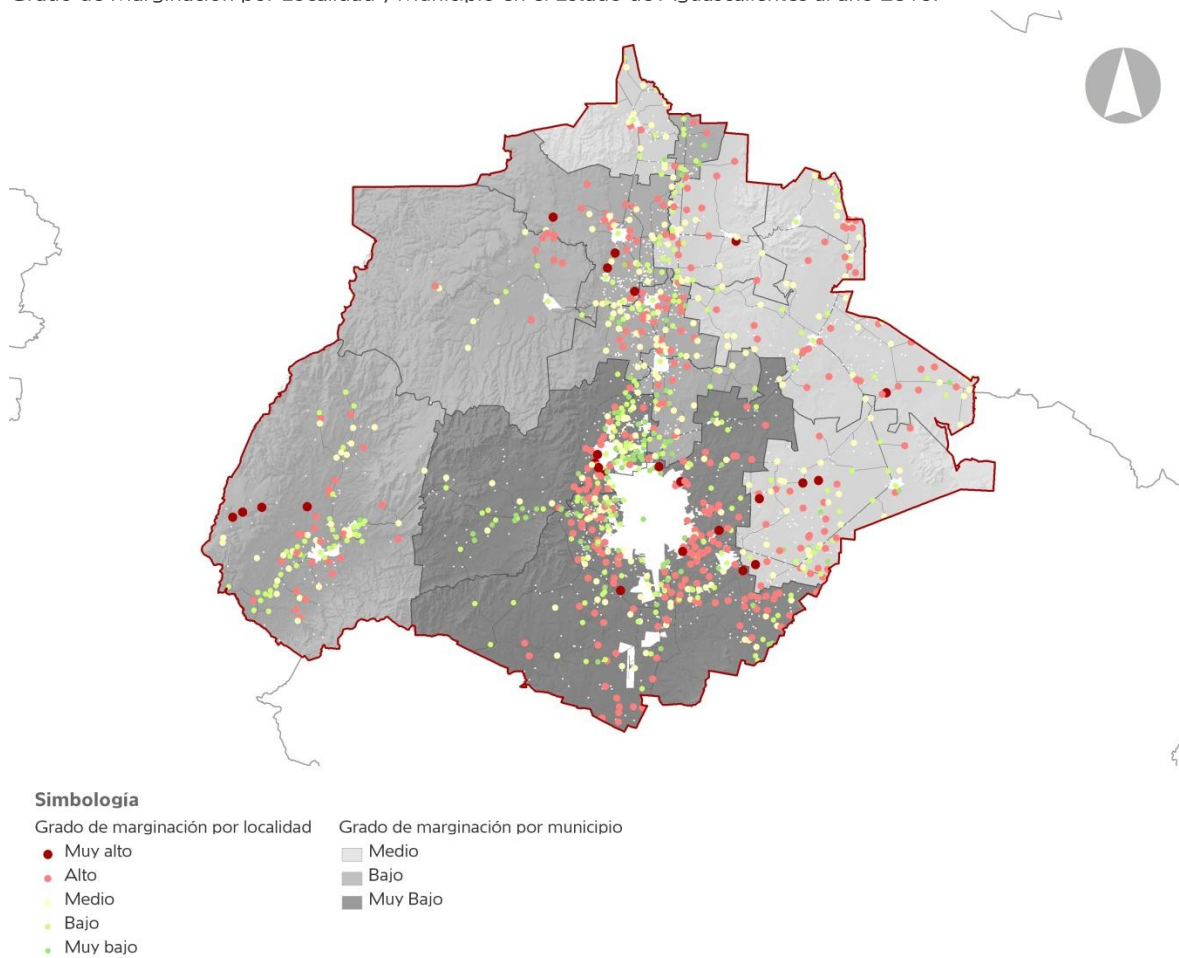 Simbología
Grado de marginación por localidad
Muy alto
Alto
Medio
Bajo
Muy bajo
Grado de marginación por municipio
Medio
Bajo
Muy Bajo